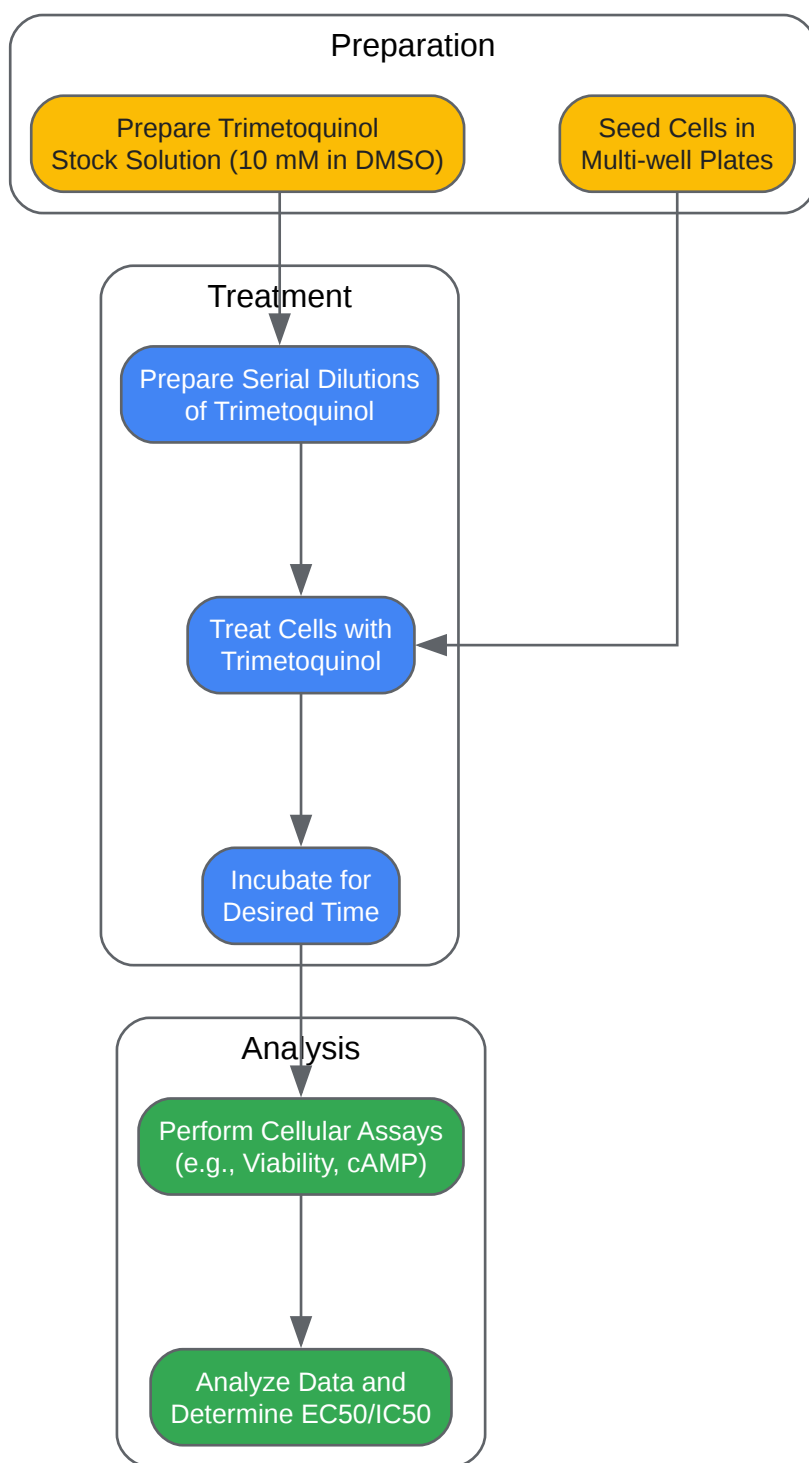 Preparation
Prepare Trimetoquinol
Stock Solution (10 mM in DMSO)
Seed Cells in
Multi-well Plates
Treatment
Prepare Serial Dilutions
of Trimetoquinol
Treat Cells with
Trimetoquinol
Incubate for
Desired Time
Analysis
Perform Cellular Assays
(e.g., Viability, cAMP)
Analyze Data and
Determine EC50/IC50